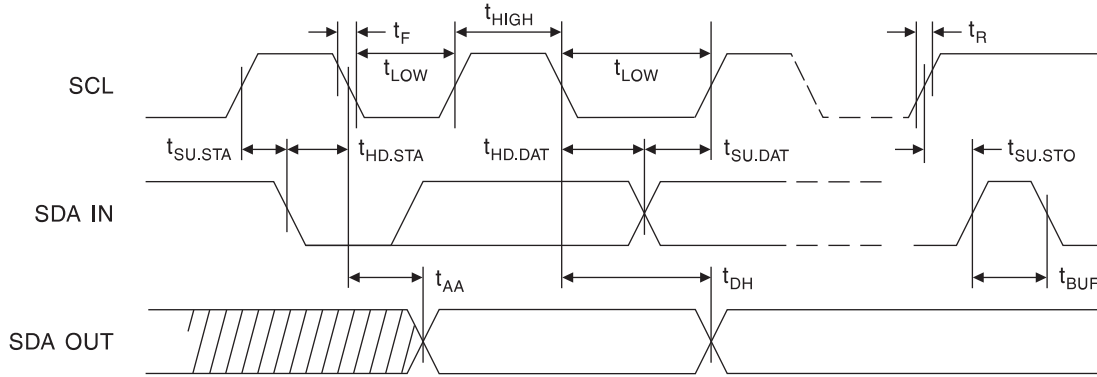 t_F
t_HIGH
t_R
t_LOW
t_LOW
SCL
t_SU.STA
t_HD.STA
t_HD.DAT
t_SU.DAT
t_SU.STO
SDA IN
t_AA
t_DH
t_BUF
SDA OUT